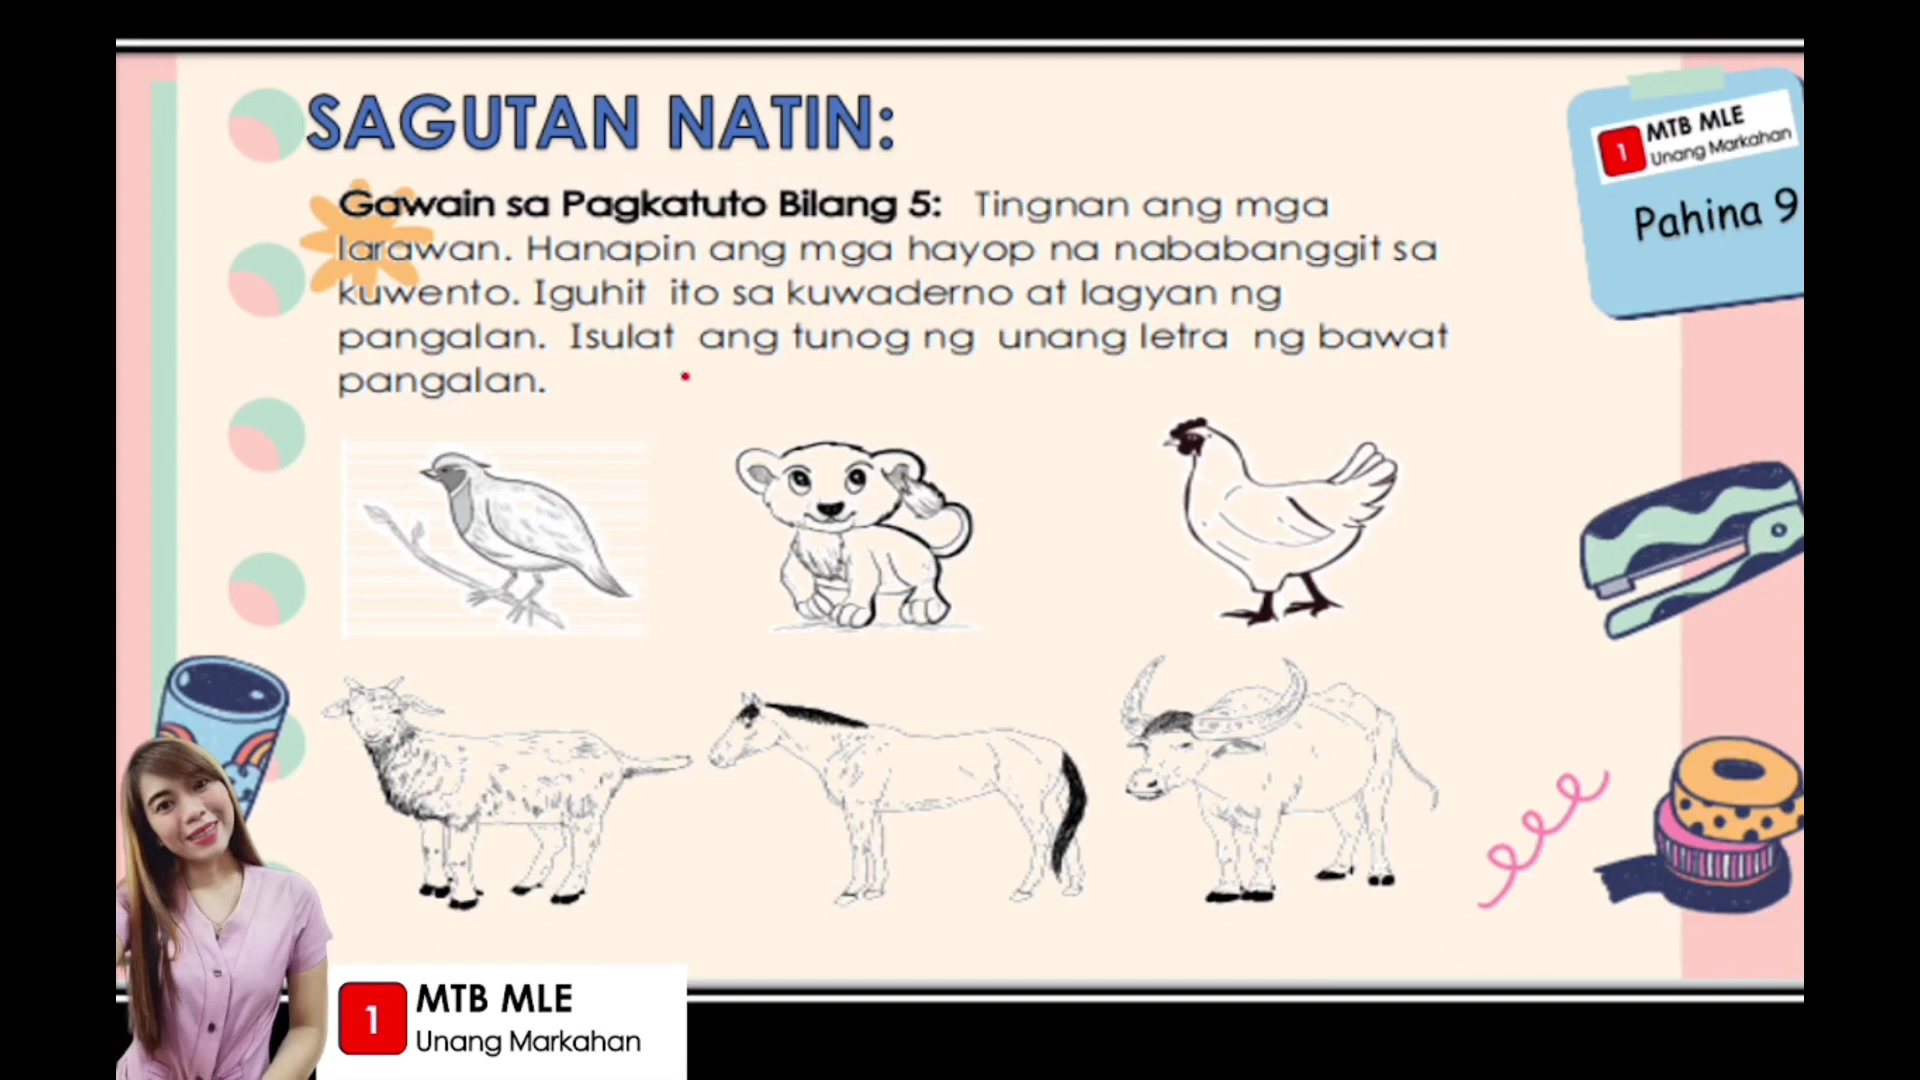 SAGUTAN NATIN:
Gawain sa Pagkatuto Bilang 5: Tingnan ang mga
larawan. Hanapin ang mga hayop na nababanggit sa
kuwento. Iguhit ito sa kuwaderno at lagyan ng
pangalan. Isulat ang tunog ng unang letra ng bawat
pangalan.
1 MTB MLE
Unang Markahan
Pahina 9
1 MTB MLE
Unang Markahan